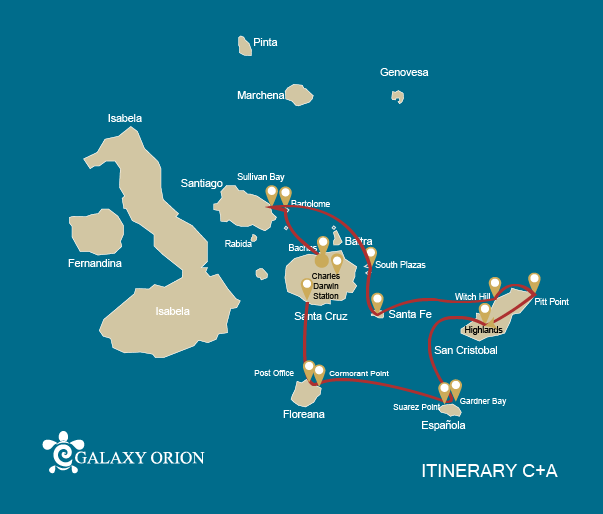 Pinta
Genovesa
Marchena
Isabela
Sullivan Bay
Santiago
Bartolome
Rabida
Bachas
Baltra
Fernandina
South Plazas
Charles
Darwin
Station
Witch Hill
Pitt Point
Isabela
Santa Cruz
Santa Fe
Highlands
San Cristobal
Post Office
Cormorant Point
Floreana
Suarez Point
Gardner Bay
Española
GALAXY ORION
ITINERARY C+A